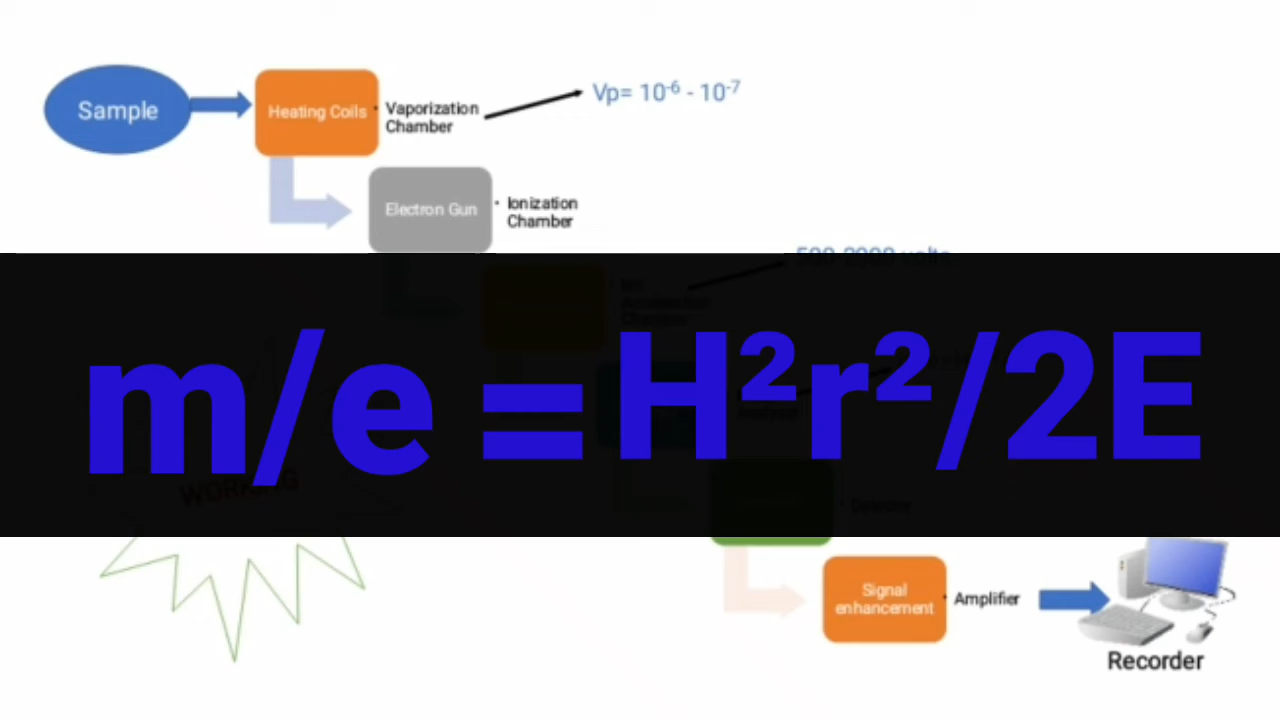 Sample
Heating Coils
· Vaporization
Chamber
Vp= 10⁻⁶ - 10⁻⁷
Electron Gun
· Ionization
Chamber
m/e = H²r²/2E
WORKING
Signal
enhancement
· Amplifier
Recorder